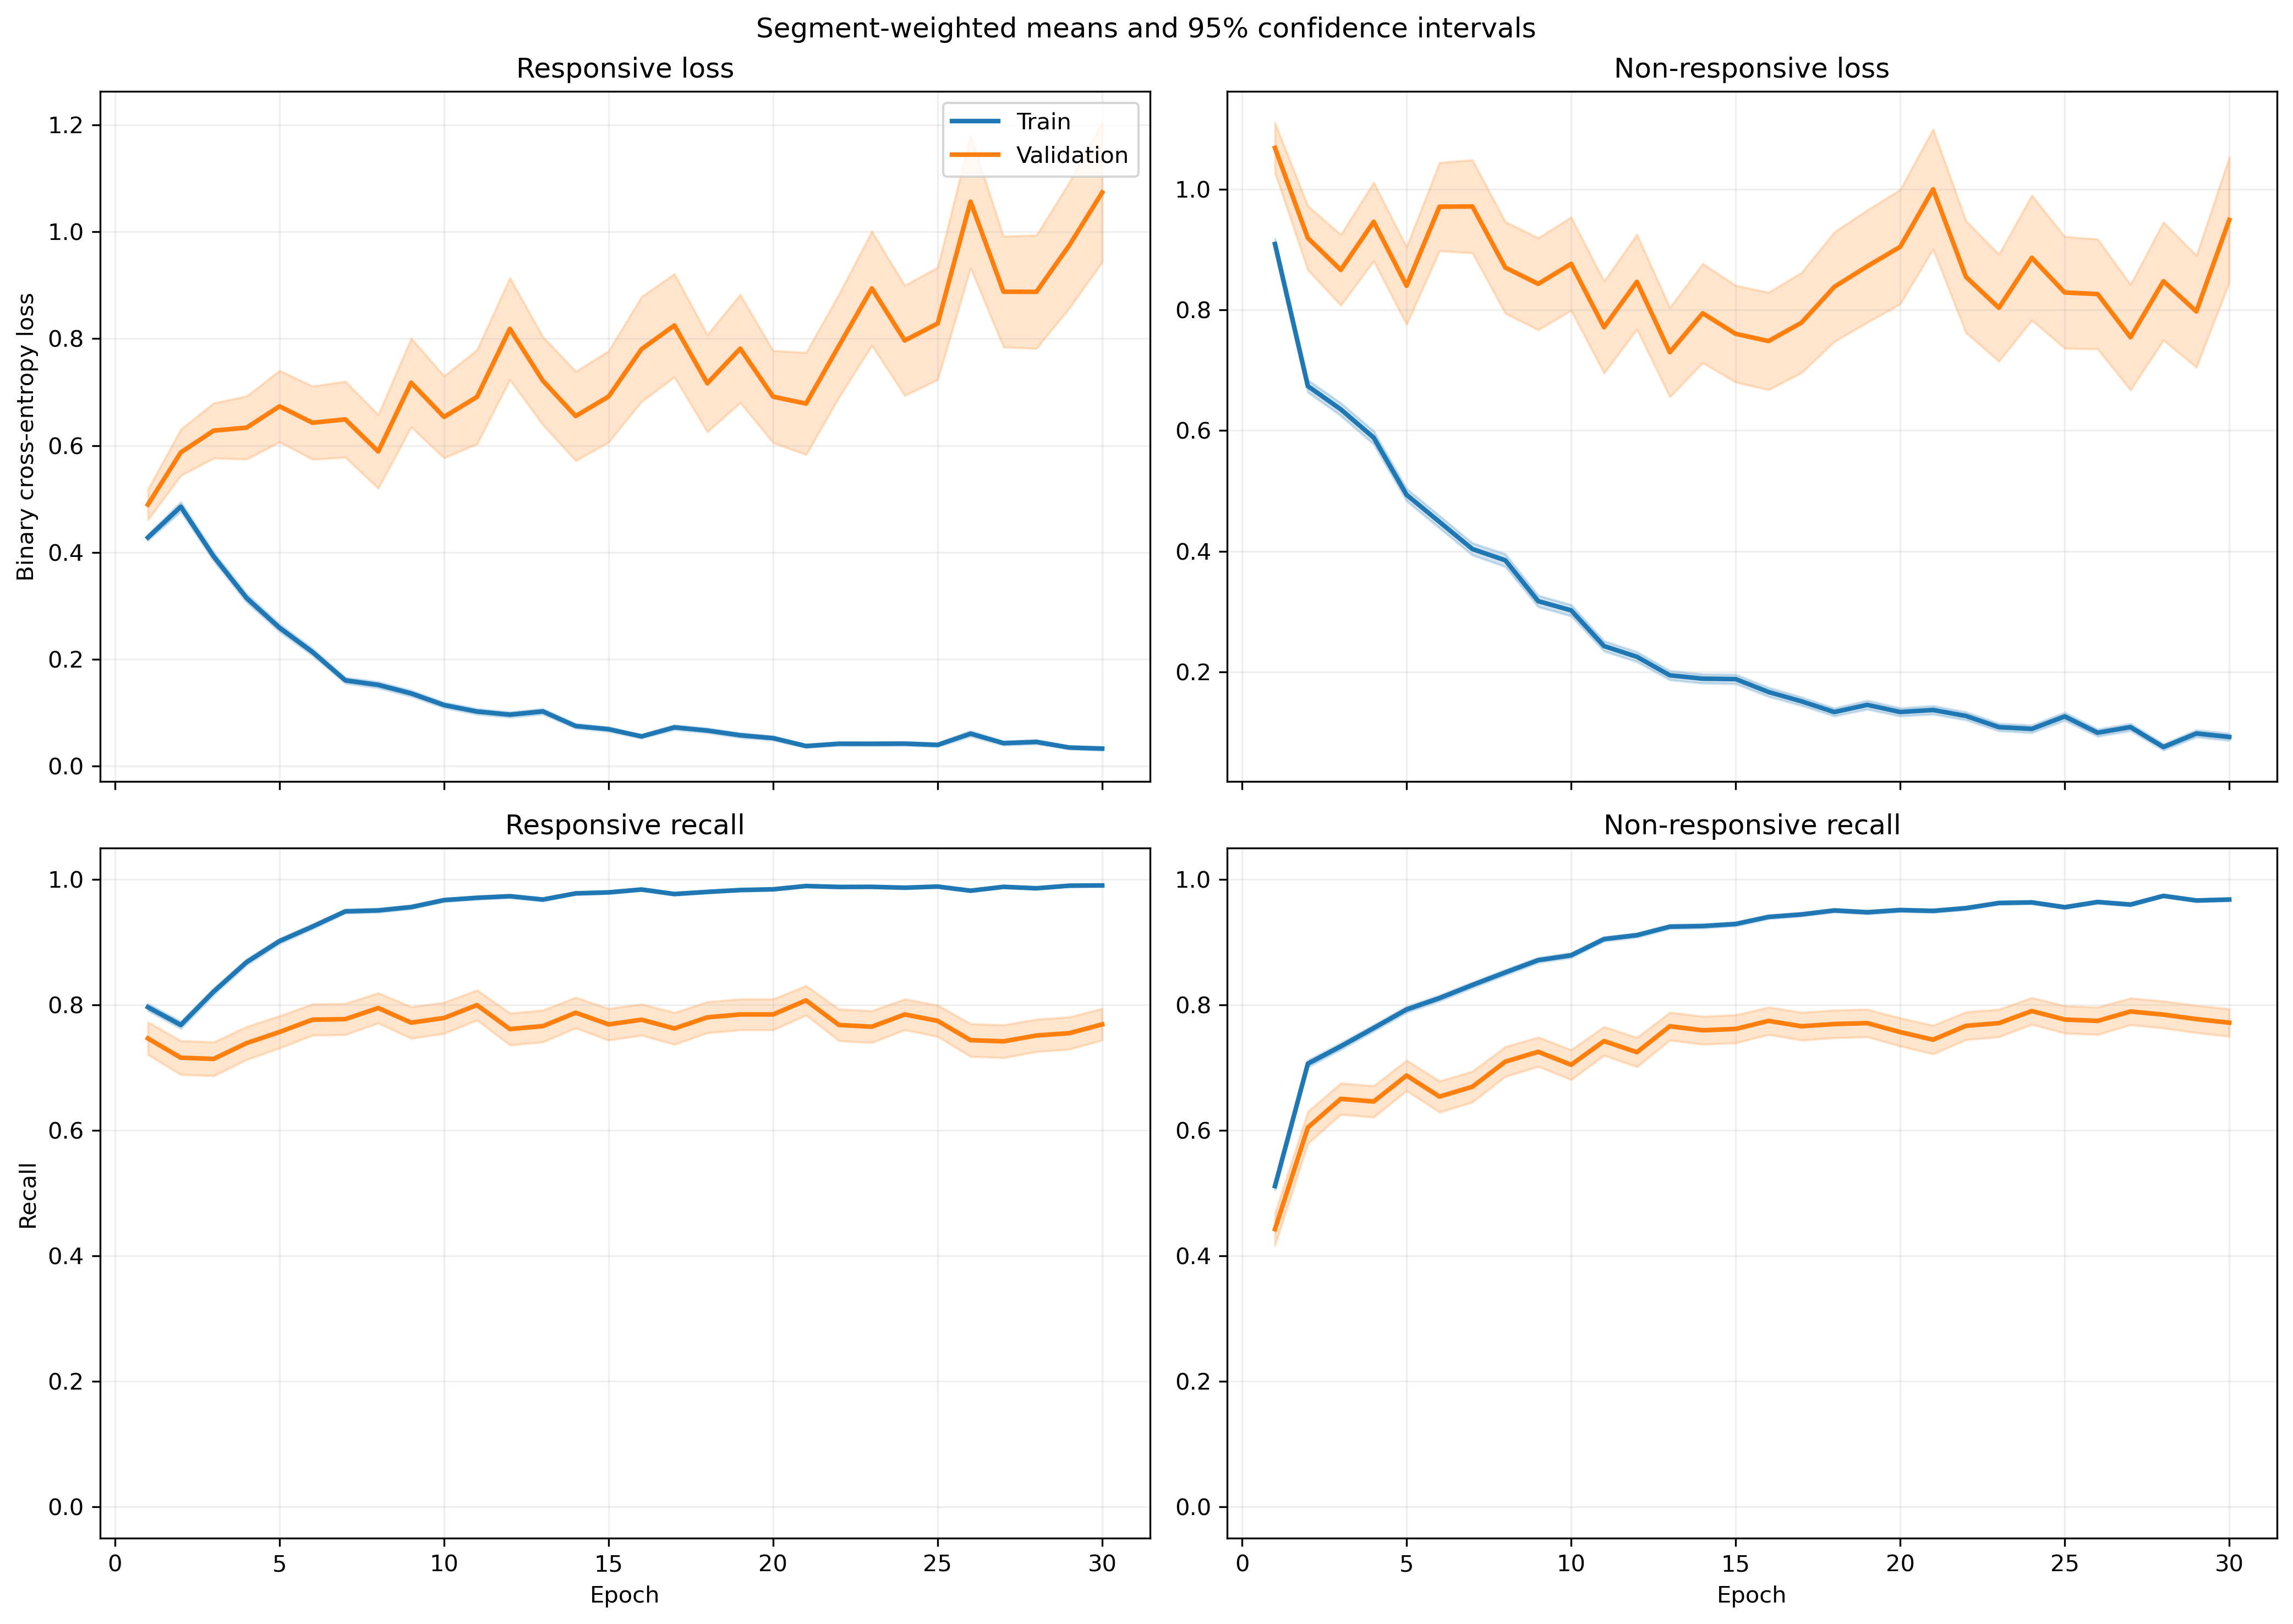 Segment-weighted means and 95% confidence intervals
Responsive loss
Non-responsive loss
Train
Validation
Binary cross-entropy loss
1.2
1.0
0.8
0.6
0.4
0.2
0.0
1.0
0.8
0.6
0.4
0.2
Responsive recall
Non-responsive recall
Recall
1.0
0.8
0.6
0.4
0.2
0.0
0 5 10 15 20 25 30
Epoch
1.0
0.8
0.6
0.4
0.2
0.0
0 5 10 15 20 25 30
Epoch